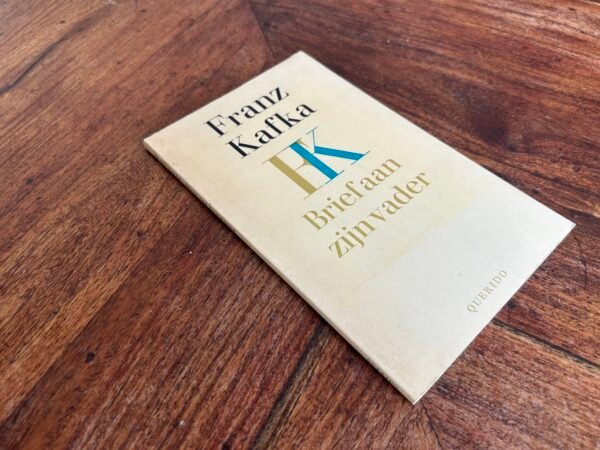 Franz
Kafka
FK
Brief aan
zijn vader
QUERIDO